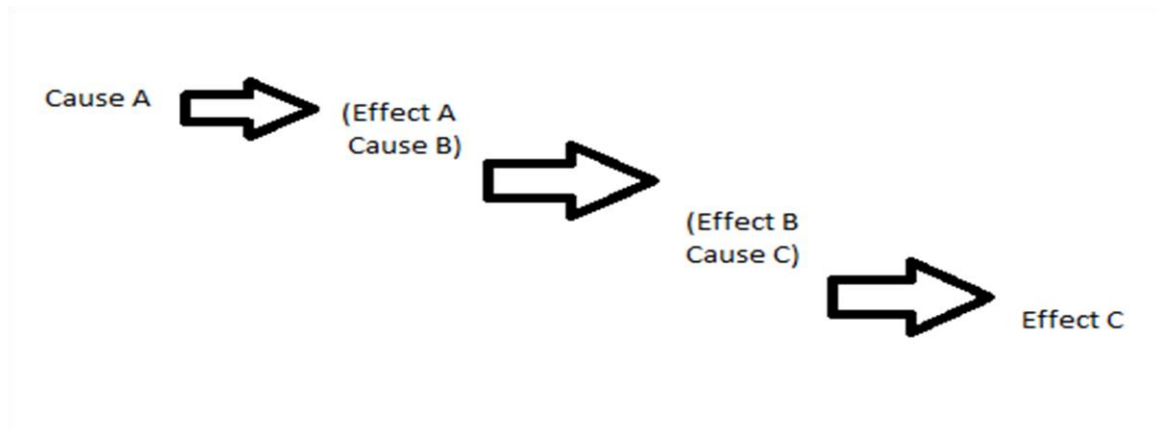 Cause A
(Effect A
Cause B)
(Effect B
Cause C)
Effect C